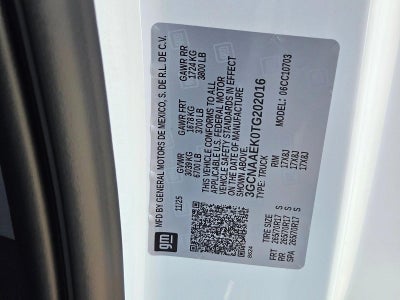 MFD BY GENERAL MOTORS DE MEXICO, S. DE R.L. DE C.V.
11/25 GVWR GAWR FRT GAWR RR
3039 KG 1678 KG 1724 KG
6700 LB 3700 LB 3800 LB
THIS VEHICLE CONFORMS TO ALL
APPLICABLE U.S. FEDERAL MOTOR
VEHICLE SAFETY STANDARDS IN EFFECT
ON THE DATE OF MANUFACTURE
3GCNAAEK0TG202016
TYPE: TRUCK MODEL: 06CC10703
gm
8624
TIRE SIZE S RIM
FRT 265/70R17 S 17X8J
RR 265/70R17 S 17X8J
SPA 265/70R17 S 17X8J